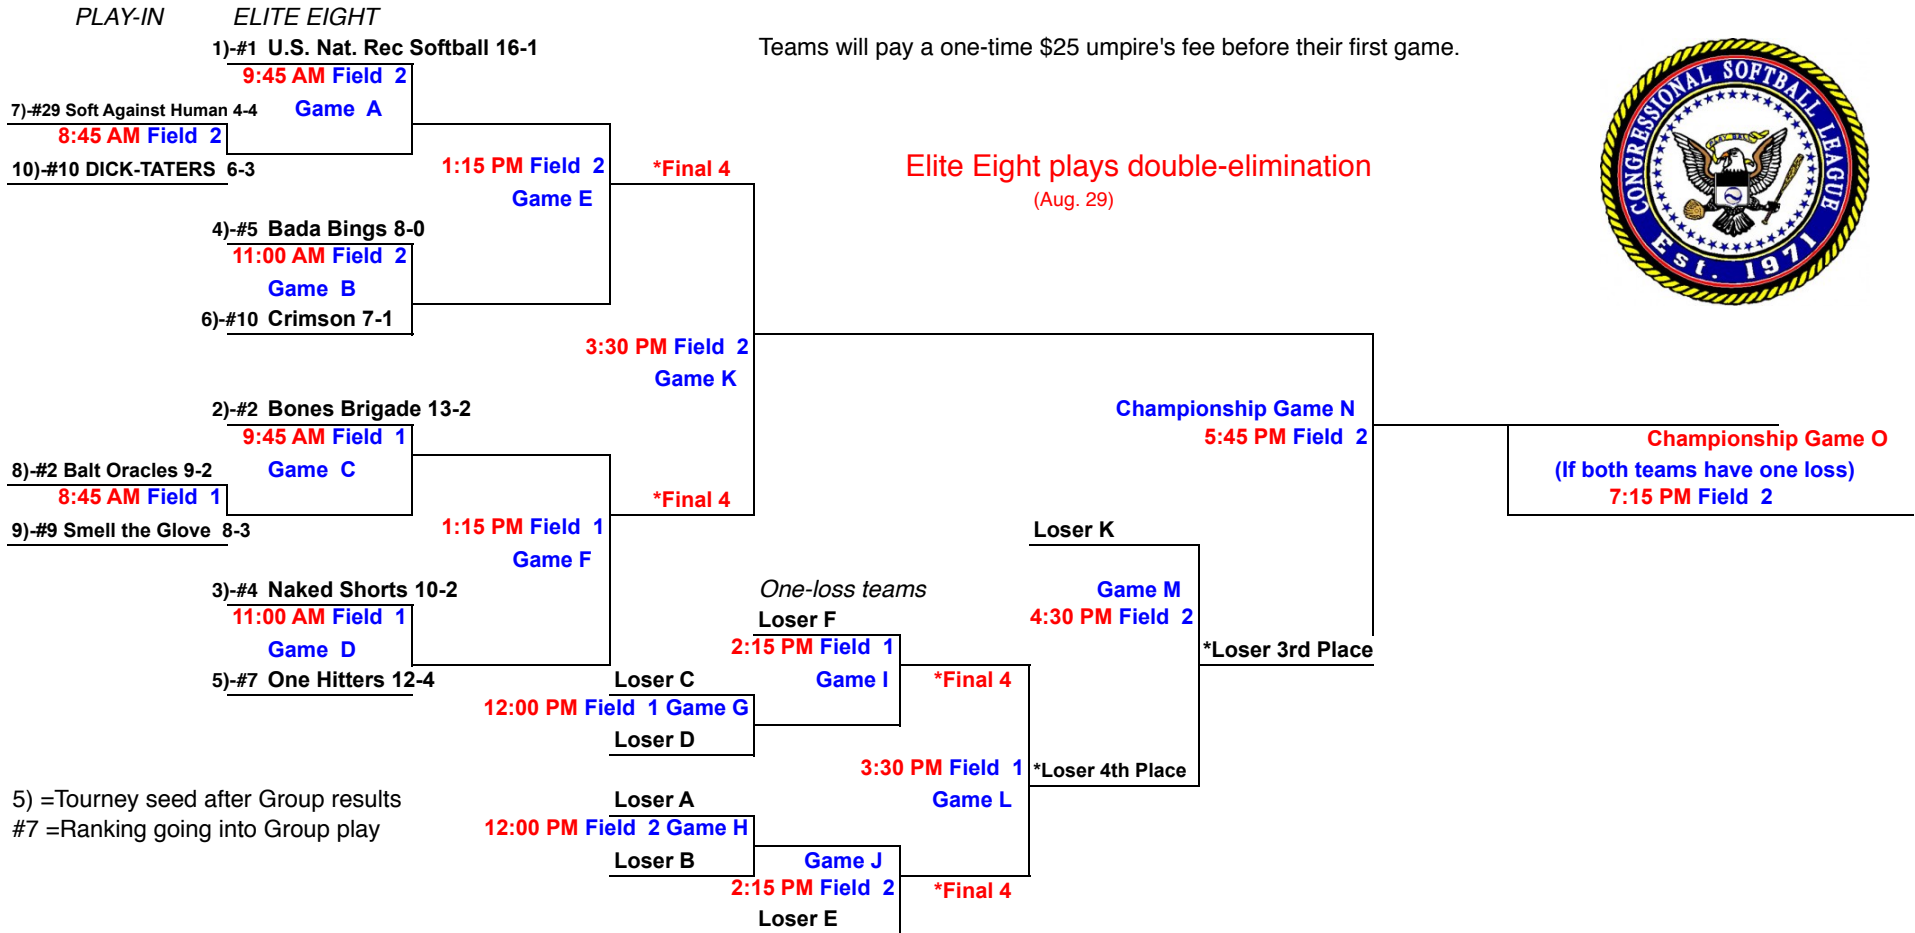 PLAY-IN ELITE EIGHT
1)-#1 U.S. Nat. Rec Softball 16-1
Teams will pay a one-time $25 umpire's fee before their first game.
9:45 AM Field 2
Game A
7)-#29 Soft Against Human 4-4
8:45 AM Field 2
10)-#10 DICK-TATERS 6-3
1:15 PM Field 2
Game E
*Final 4
Elite Eight plays double-elimination
(Aug. 29)
CONGRESSIONAL SOFTBALL LEAGUE
PLAY BALL
Est. 1971
4)-#5 Bada Bings 8-0
11:00 AM Field 2
Game B
6)-#10 Crimson 7-1
3:30 PM Field 2
Game K
2)-#2 Bones Brigade 13-2
9:45 AM Field 1
Game C
8)-#2 Balt Oracles 9-2
8:45 AM Field 1
9)-#9 Smell the Glove 8-3
1:15 PM Field 1
Game F
*Final 4
Championship Game N
5:45 PM Field 2
Championship Game O
(If both teams have one loss)
7:15 PM Field 2
3)-#4 Naked Shorts 10-2
11:00 AM Field 1
Game D
5)-#7 One Hitters 12-4
Loser K
Game M
4:30 PM Field 2
*Loser 3rd Place
One-loss teams
Loser F
2:15 PM Field 1
Game I
*Final 4
Loser C
12:00 PM Field 1 Game G
Loser D
3:30 PM Field 1
Game L
*Loser 4th Place
5) =Tourney seed after Group results
#7 =Ranking going into Group play
Loser A
12:00 PM Field 2 Game H
Loser B
Game J
2:15 PM Field 2
*Final 4
Loser E